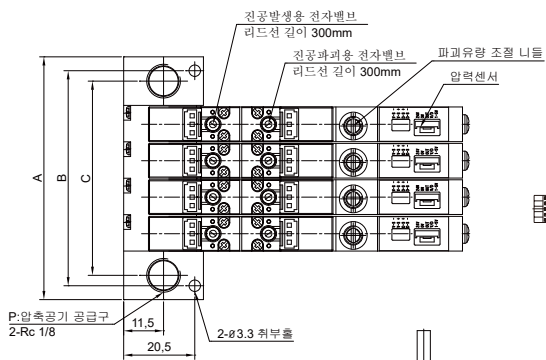 진공발생용 전자밸브
리드선 길이 300mm
진공파괴용 전자밸브
리드선 길이 300mm
파괴유량 조절 니들
압력센서
A
B
C
P:압축공기 공급구
2-Rc 1/8
11,5
20,5
2-ø3.3 취부홀